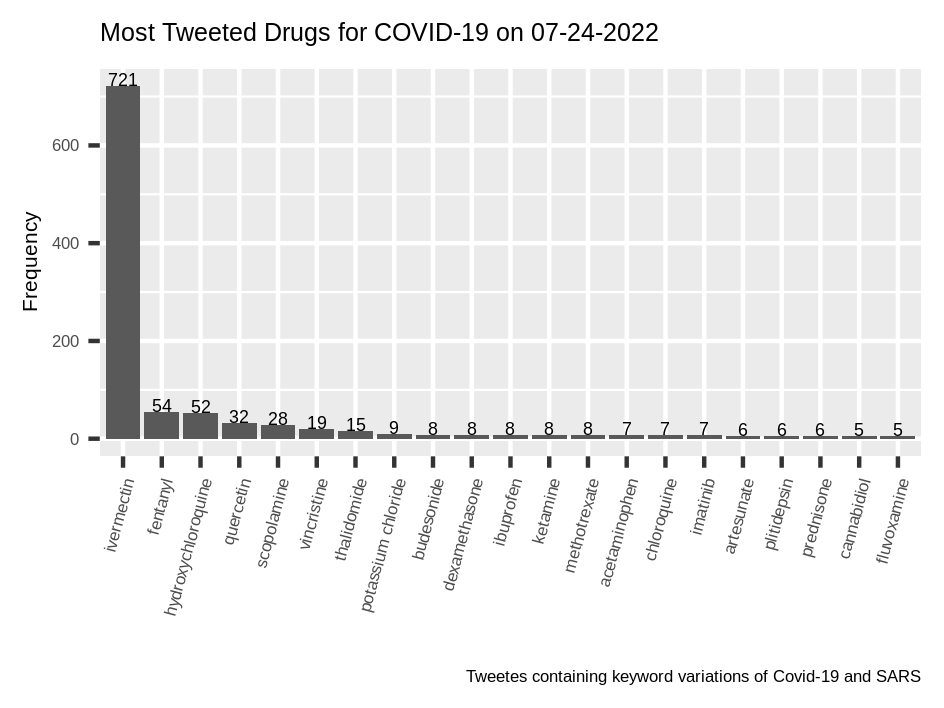 Most Tweeted Drugs for COVID-19 on 07-24-2022
Frequency
600
400
200
0
721
54
52
32
28
19
15
9
8
8
8
8
8
7
7
7
6
6
6
5
5
ivermectin
fentanyl
hydroxychloroquine
quercetin
scopolamine
vincristine
thalidomide
potassium chloride
budesonide
dexamethasone
ibuprofen
ketamine
methotrexate
acetaminophen
chloroquine
imatinib
artesunate
plitidepsin
prednisone
cannabidiol
fluvoxamine
Tweetes containing keyword variations of Covid-19 and SARS